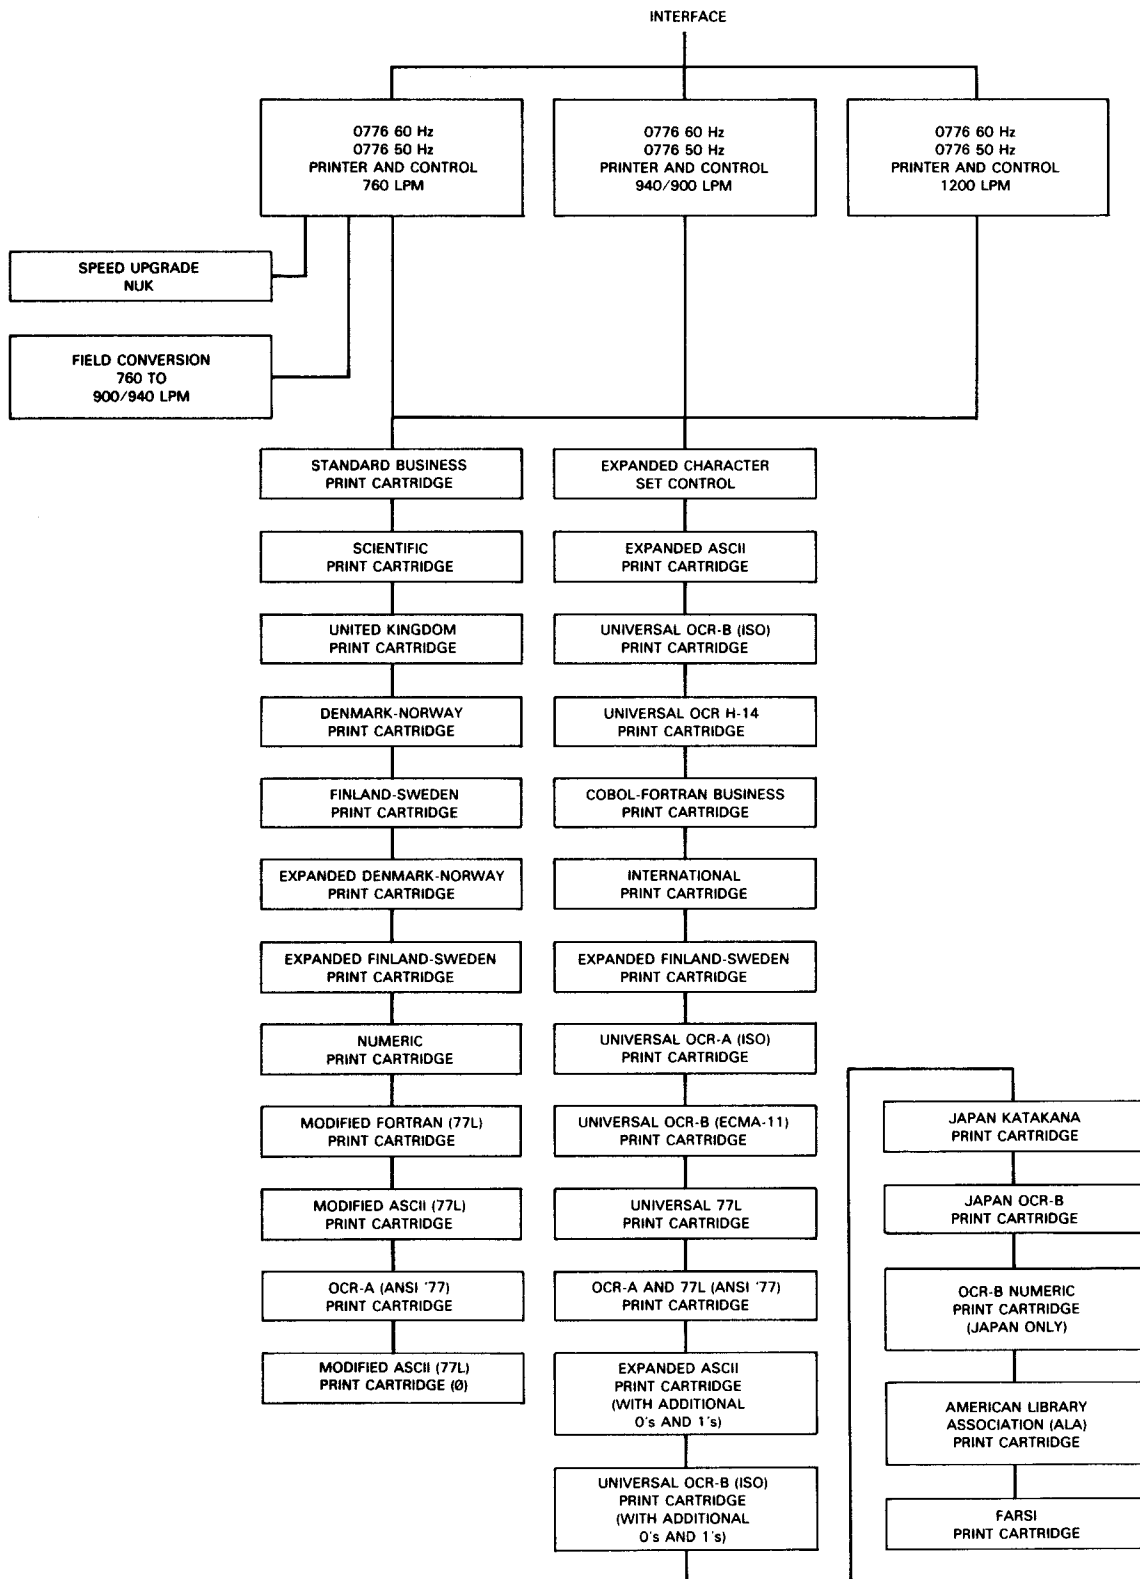 INTERFACE
0776 60 Hz
0776 50 Hz
PRINTER AND CONTROL
760 LPM
0776 60 Hz
0776 50 Hz
PRINTER AND CONTROL
940/900 LPM
0776 60 Hz
0776 50 Hz
PRINTER AND CONTROL
1200 LPM
SPEED UPGRADE
NUK
FIELD CONVERSION
760 TO
900/940 LPM
STANDARD BUSINESS
PRINT CARTRIDGE
SCIENTIFIC
PRINT CARTRIDGE
UNITED KINGDOM
PRINT CARTRIDGE
DENMARK-NORWAY
PRINT CARTRIDGE
FINLAND-SWEDEN
PRINT CARTRIDGE
EXPANDED DENMARK-NORWAY
PRINT CARTRIDGE
EXPANDED FINLAND-SWEDEN
PRINT CARTRIDGE
NUMERIC
PRINT CARTRIDGE
MODIFIED FORTRAN (77L)
PRINT CARTRIDGE
MODIFIED ASCII (77L)
PRINT CARTRIDGE
OCR-A (ANSI '77)
PRINT CARTRIDGE
MODIFIED ASCII (77L)
PRINT CARTRIDGE (Ø)
EXPANDED CHARACTER
SET CONTROL
EXPANDED ASCII
PRINT CARTRIDGE
UNIVERSAL OCR-B (ISO)
PRINT CARTRIDGE
UNIVERSAL OCR H-14
PRINT CARTRIDGE
COBOL-FORTRAN BUSINESS
PRINT CARTRIDGE
INTERNATIONAL
PRINT CARTRIDGE
EXPANDED FINLAND-SWEDEN
PRINT CARTRIDGE
UNIVERSAL OCR-A (ISO)
PRINT CARTRIDGE
UNIVERSAL OCR-B (ECMA-11)
PRINT CARTRIDGE
UNIVERSAL 77L
PRINT CARTRIDGE
OCR-A AND 77L (ANSI '77)
PRINT CARTRIDGE
EXPANDED ASCII
PRINT CARTRIDGE
(WITH ADDITIONAL
0's AND 1's)
UNIVERSAL OCR-B (ISO)
PRINT CARTRIDGE
(WITH ADDITIONAL
0's AND 1's)
JAPAN KATAKANA
PRINT CARTRIDGE
JAPAN OCR-B
PRINT CARTRIDGE
OCR-B NUMERIC
PRINT CARTRIDGE
(JAPAN ONLY)
AMERICAN LIBRARY
ASSOCIATION (ALA)
PRINT CARTRIDGE
FARSI
PRINT CARTRIDGE